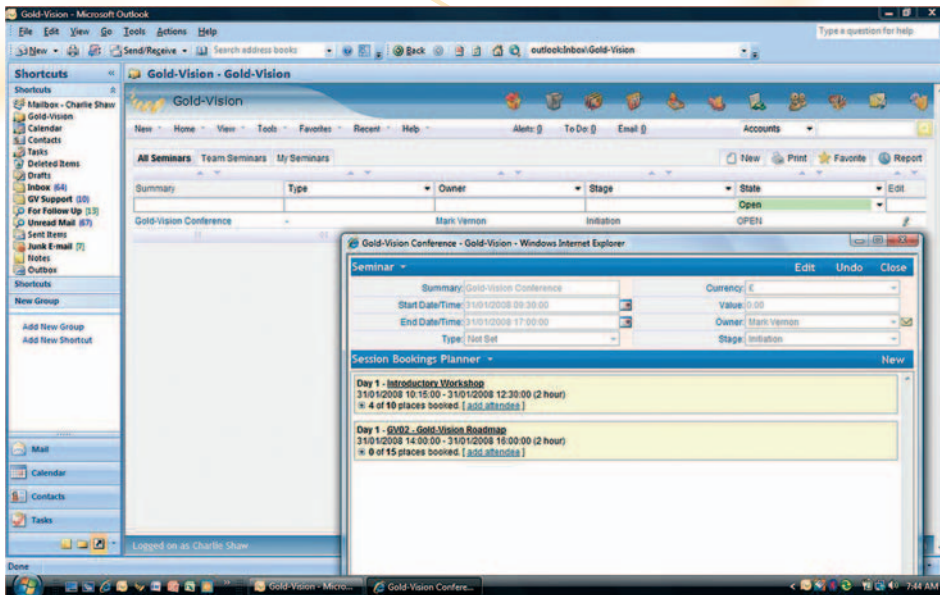 Gold-Vision - Microsoft Outlook
File Edit View Go Tools Actions Help
Type a question for help
New Send/Receive Search address books Back outlook:Inbox\Gold-Vision
Shortcuts
Gold-Vision - Gold-Vision
Shortcuts
Mailbox - Charlie Shaw
Gold-Vision
Calendar
Contacts
Tasks
Deleted Items
Drafts
Inbox (64)
GV Support (10)
For Follow Up [13]
Unread Mail (67)
Sent Items
Junk E-mail [7]
Notes
Outbox
Shortcuts
New Group
Add New Group
Add New Shortcut
Mail
Calendar
Contacts
Tasks
Gold-Vision
New Home View Tools Favorites Recent Help Alerts: 0 To Do: 0 Email: 0 Accounts
All Seminars Team Seminars My Seminars New Print Favorite Report
Summary Type Owner Stage State Edit
Open
Gold-Vision Conference - Mark Vernon Initiation OPEN
Gold-Vision Conference - Gold-Vision - Windows Internet Explorer
Seminar Edit Undo Close
Summary: Gold-Vision Conference Currency: £
Start Date/Time: 31/01/2008 09:30:00 Value: 0.00
End Date/Time: 31/01/2008 17:00:00 Owner: Mark Vernon
Type: Not Set Stage: Initiation
Session Bookings Planner New
Day 1 - Introductory Workshop
31/01/2008 10:15:00 - 31/01/2008 12:30:00 (2 hour)
4 of 10 places booked. [ add attendee ]
Day 1 - GV02 - Gold-Vision Roadmap
31/01/2008 14:00:00 - 31/01/2008 16:00:00 (2 hour)
0 of 15 places booked. [ add attendee ]
Logged on as Charlie Shaw
Done
Gold-Vision - Micro... Gold-Vision Confere... 7:44 AM